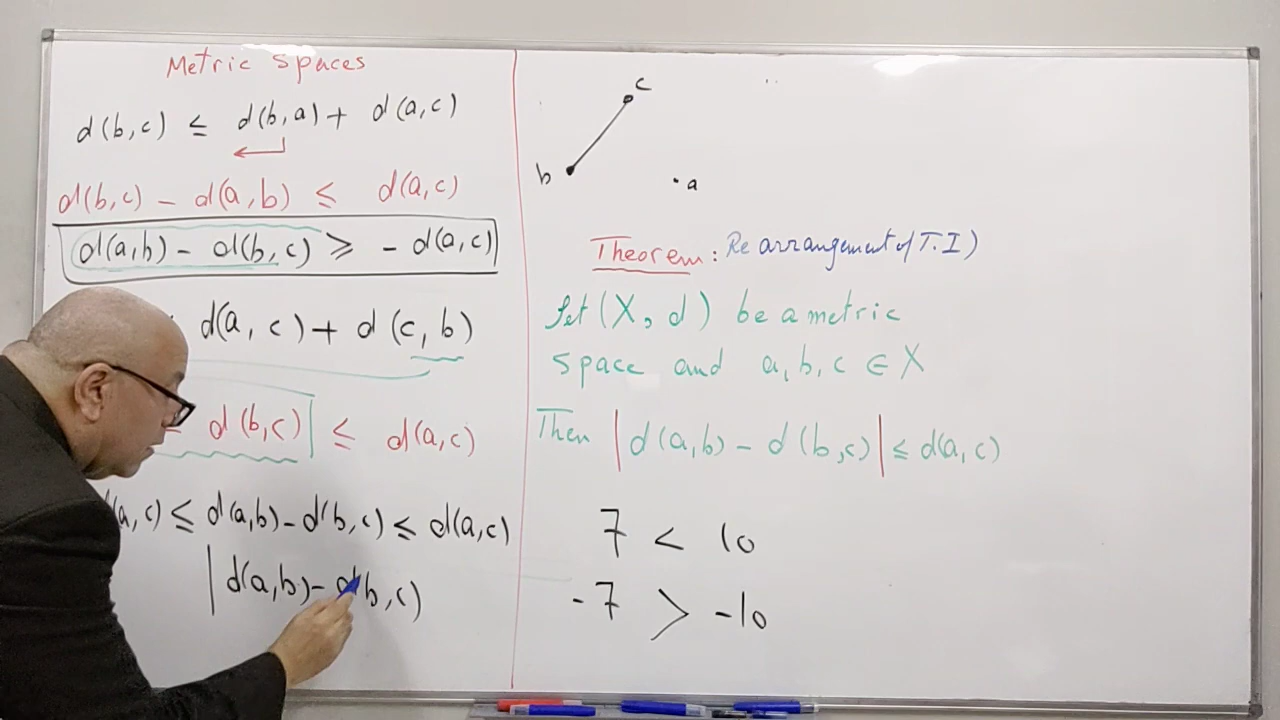 Metric Spaces
d(b,c) ≤ d(b,a) + d(a,c)
d(b,c) - d(a,b) ≤ d(a,c)
d(a,b) - d(b,c) ≥ - d(a,c)
d(a,c) + d(c,b)
d(b,c)| ≤ d(a,c)
(a,c) ≤ d(a,b) - d(b,c) ≤ d(a,c)
|d(a,b) - d(b,c)
c
b
a
Theorem: Rearrangement of T.I)
Let (X, d) be a metric
space and a, b, c ∈ X
Then |d(a,b) - d(b,c)| ≤ d(a,c)
7 < 10
-7 > -10